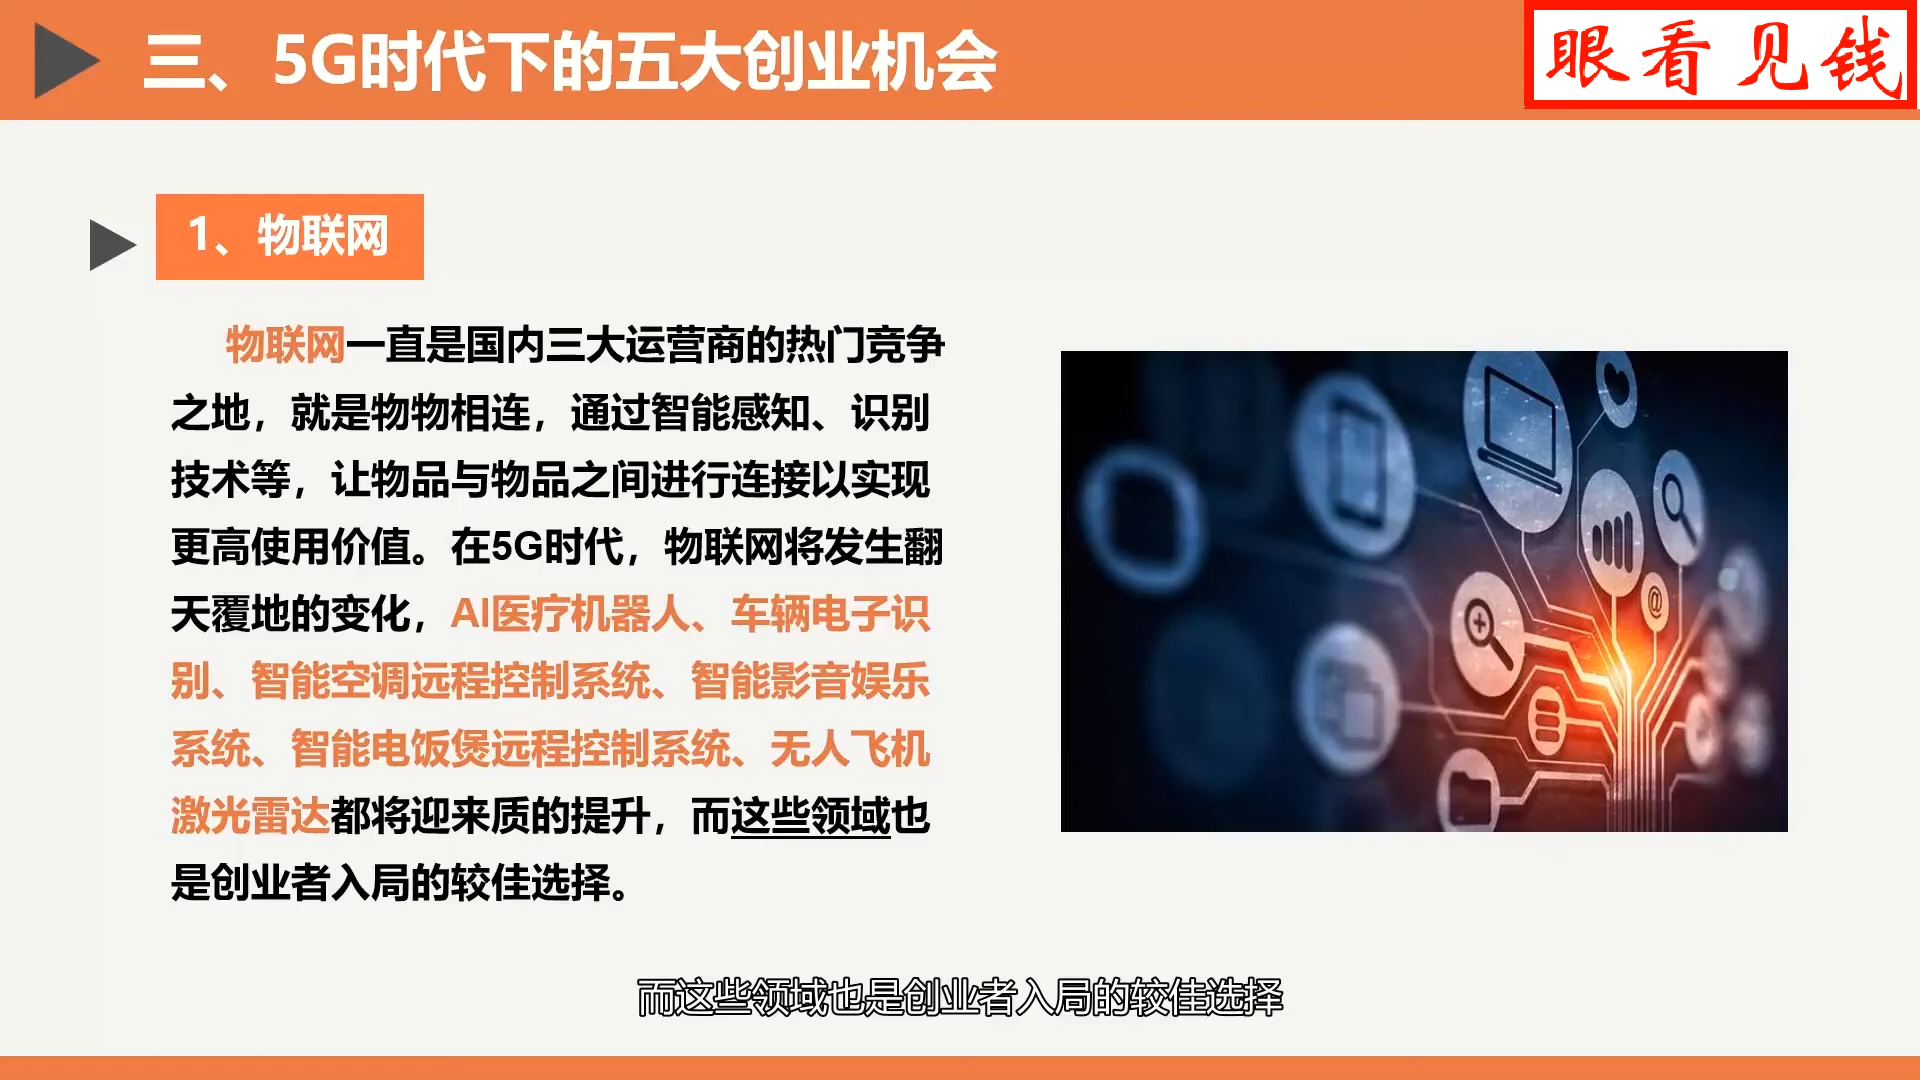 三、5G时代下的五大创业机会
眼看见钱
1、物联网
物联网一直是国内三大运营商的热门竞争
之地，就是物物相连，通过智能感知、识别
技术等，让物品与物品之间进行连接以实现
更高使用价值。在5G时代，物联网将发生翻
天覆地的变化，AI医疗机器人、车辆电子识
别、智能空调远程控制系统、智能影音娱乐
系统、智能电饭煲远程控制系统、无人飞机
激光雷达都将迎来质的提升，而这些领域也
是创业者入局的较佳选择。
@
而这些领域也是创业者入局的较佳选择